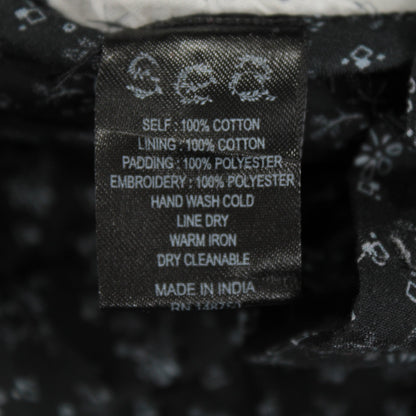 SELF : 100% COTTON
LINING : 100% COTTON
PADDING : 100% POLYESTER
EMBROIDERY : 100% POLYESTER
HAND WASH COLD
LINE DRY
WARM IRON
DRY CLEANABLE
MADE IN INDIA
RN